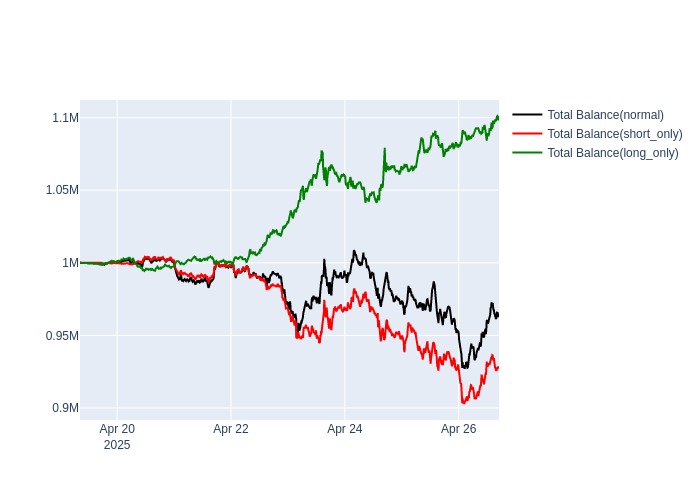 1.1M
1.05M
1M
0.95M
0.9M
Apr 20
2025
Apr 22
Apr 24
Apr 26
Total Balance(normal)
Total Balance(short_only)
Total Balance(long_only)